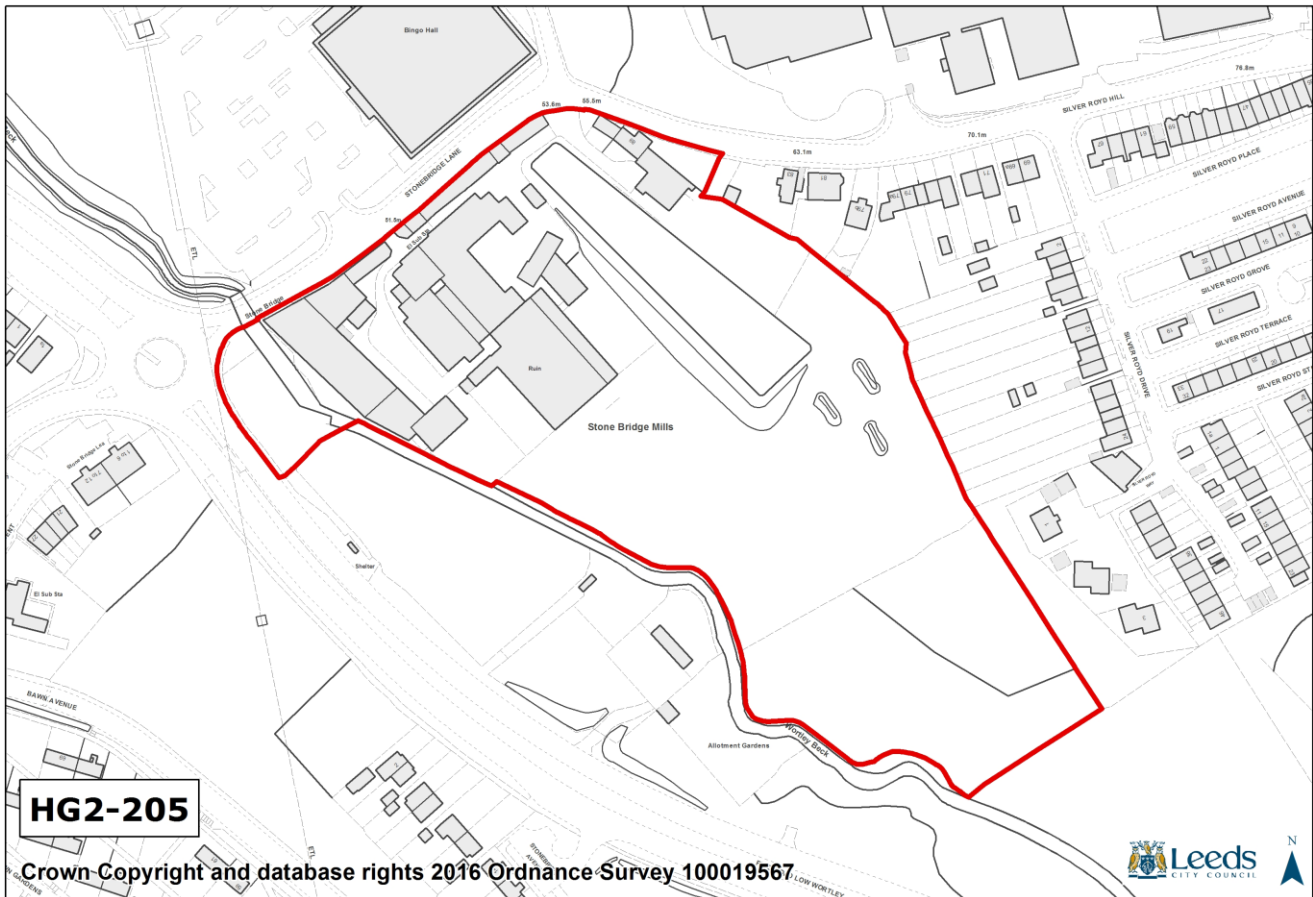 Bingo Hall
53.6m
58.5m
76.8m
SILVER ROYD HILL
70.1m
63.1m
SILVER ROYD PLACE
STONEBRIDGE LANE
SILVER ROYD AVENUE
51.5m
El Sub Sta
ETL
SILVER ROYD GROVE
Stone Bridge
SILVER ROYD TERRACE
SILVER ROYD DRIVE
Ruin
Stone Bridge Mills
Stone Bridge Lea
Shelter
El Sub Sta
BAWN AVENUE
Allotment Gardens
Wortley Beck
HG2-205
ETL
LOW WORTLEY
Crown Copyright and database rights 2016 Ordnance Survey 100019567
Leeds
CITY COUNCIL
N